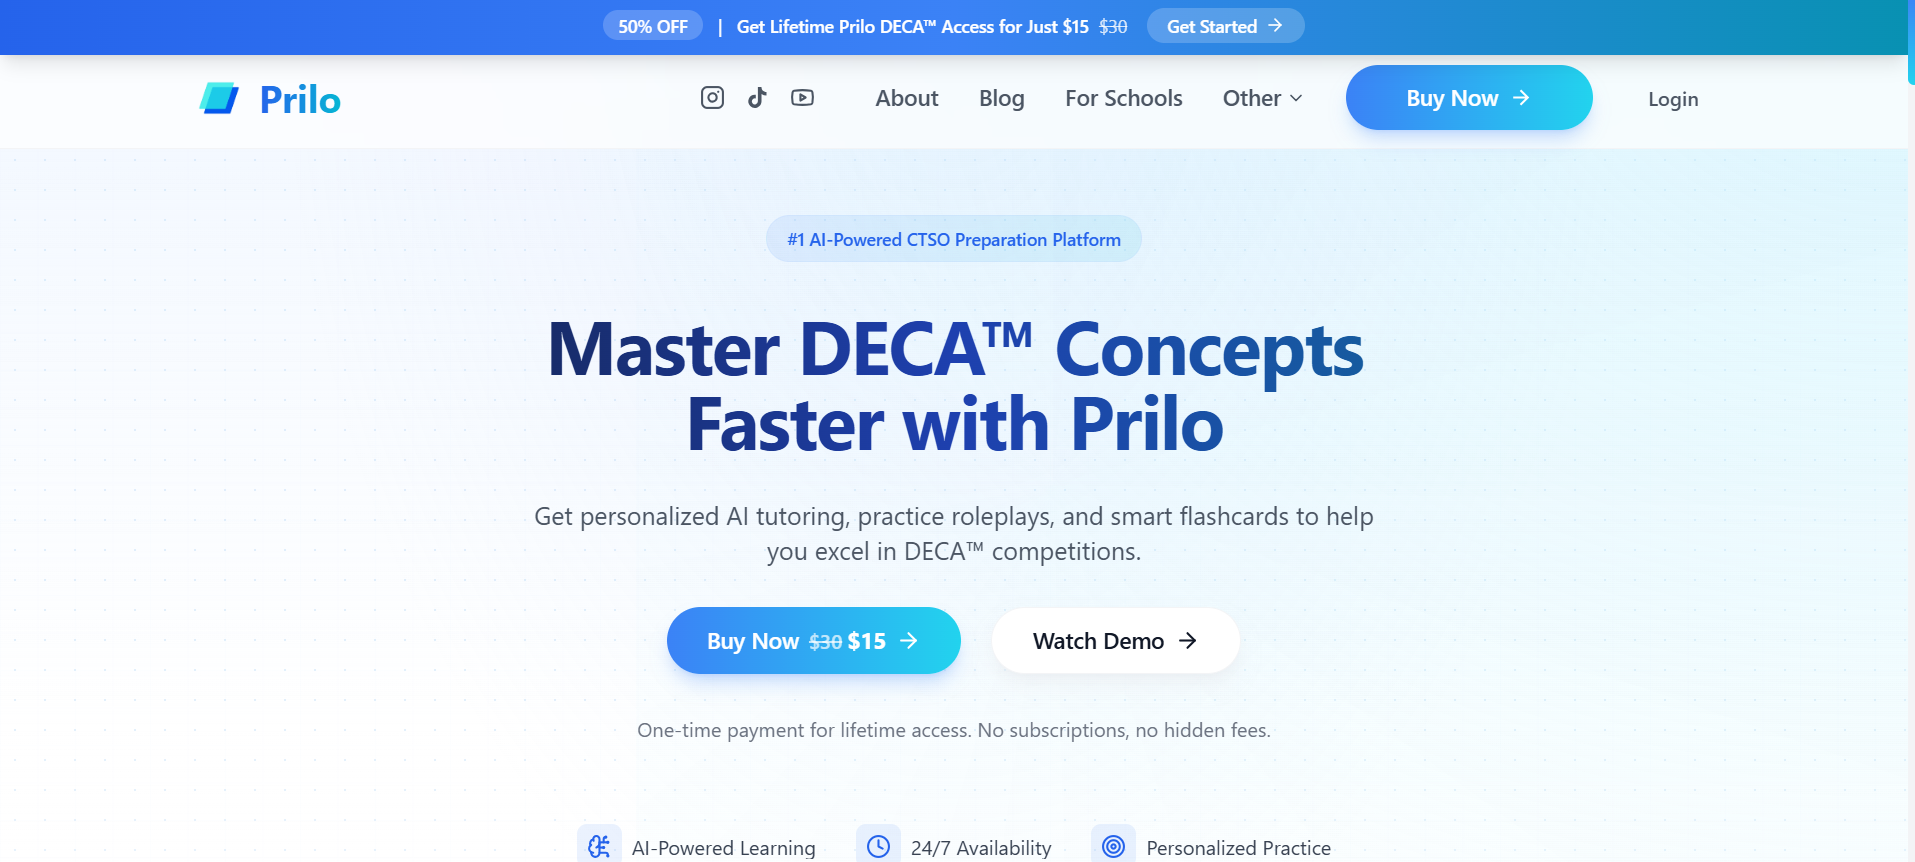 50% OFF | Get Lifetime Prilo DECA™ Access for Just $15 $30 Get Started
Prilo
About Blog For Schools Other Buy Now Login
#1 AI-Powered CTSO Preparation Platform
Master DECA™ Concepts
Faster with Prilo
Get personalized AI tutoring, practice roleplays, and smart flashcards to help
you excel in DECA™ competitions.
Buy Now $30 $15 Watch Demo
One-time payment for lifetime access. No subscriptions, no hidden fees.
AI-Powered Learning 24/7 Availability Personalized Practice